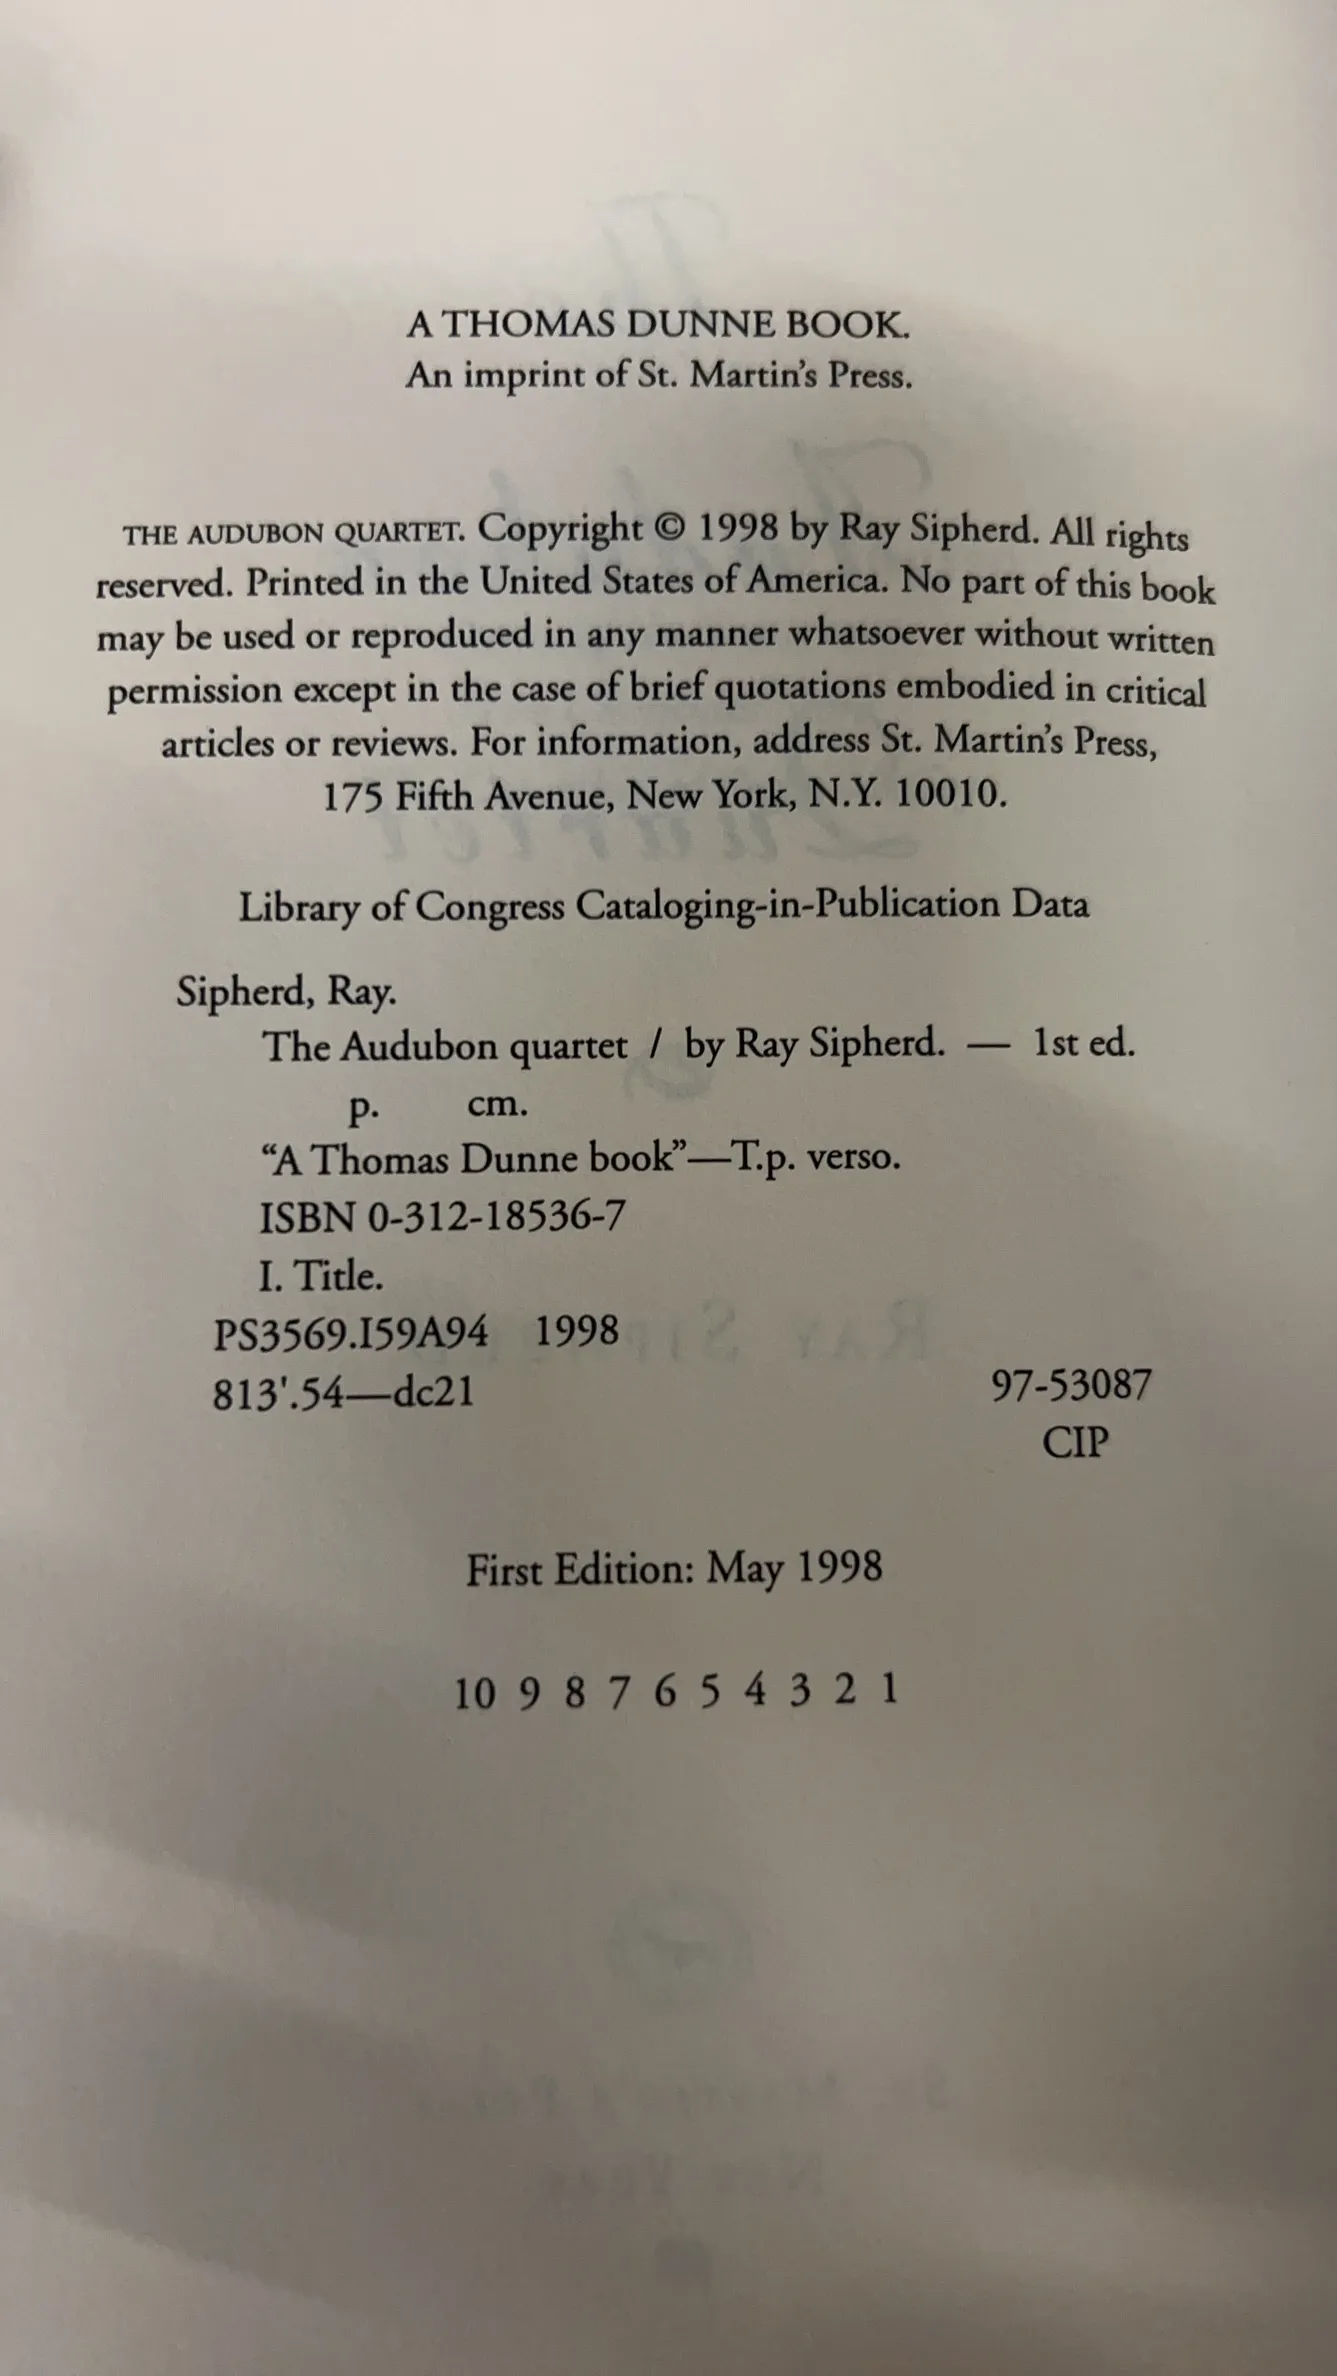 A THOMAS DUNNE BOOK.
An imprint of St. Martin's Press.
THE AUDUBON QUARTET. Copyright © 1998 by Ray Sipherd. All rights
reserved. Printed in the United States of America. No part of this book
may be used or reproduced in any manner whatsoever without written
permission except in the case of brief quotations embodied in critical
articles or reviews. For information, address St. Martin's Press,
175 Fifth Avenue, New York, N.Y. 10010.
Library of Congress Cataloging-in-Publication Data
Sipherd, Ray.
The Audubon quartet / by Ray Sipherd. — 1st ed.
p. cm.
“A Thomas Dunne book”—T.p. verso.
ISBN 0-312-18536-7
I. Title.
PS3569.I59A94 1998
813'.54—dc21
97-53087
CIP
First Edition: May 1998
10 9 8 7 6 5 4 3 2 1